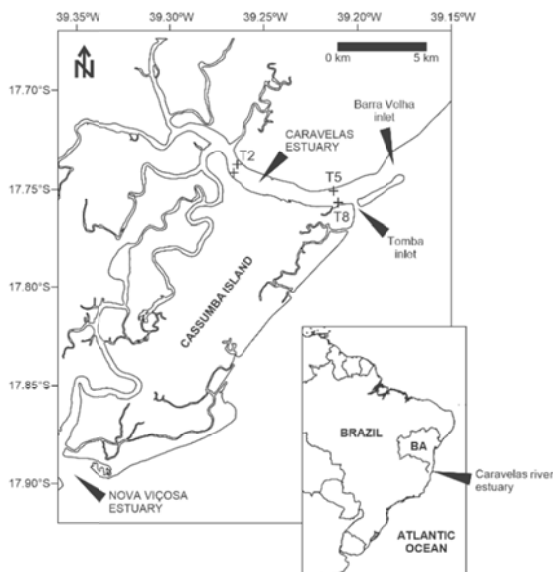 39.35°W 39.30°W 39.25°W 39.20°W 39.15°W
17.70°S
17.75°S
17.80°S
17.85°S
17.90°S
N
0 km 5 km
Barra Volha
inlet
CARAVELAS
ESTUARY
T2
T5
T8
Tomba
inlet
CASSUMBA ISLAND
NOVA VIÇOSA
ESTUARY
BRAZIL
BA
Caravelas river
estuary
ATLANTIC
OCEAN